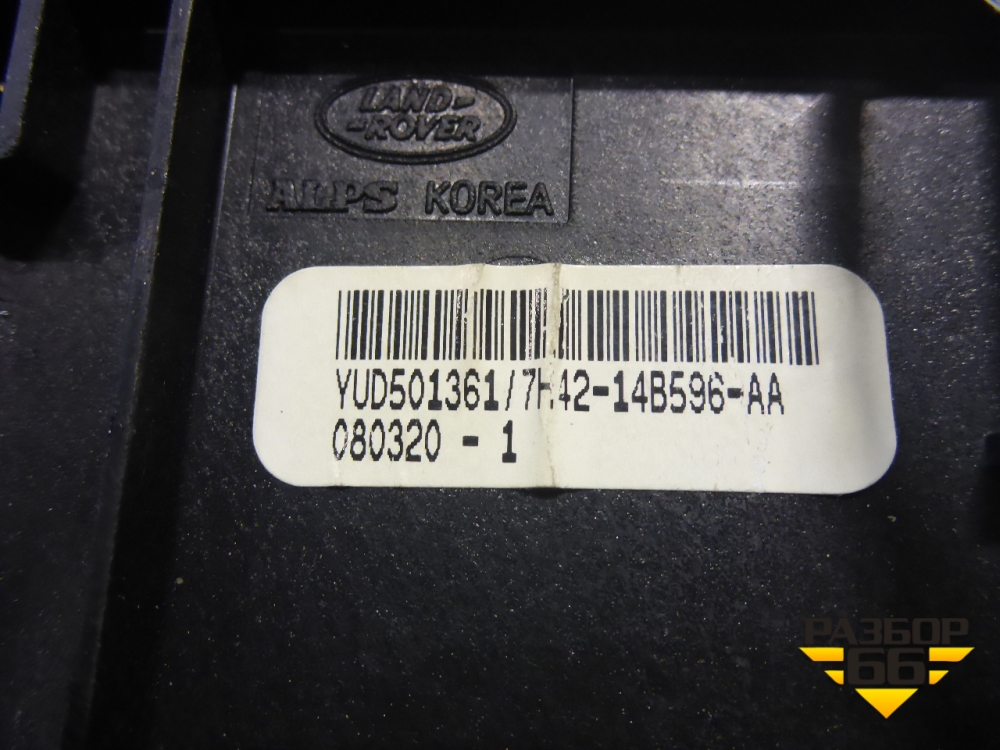 LAND-
-ROVER
ALPS KOREA
YUD501361/7H42-14B596-AA
080320 - 1
РАЗБОР
66